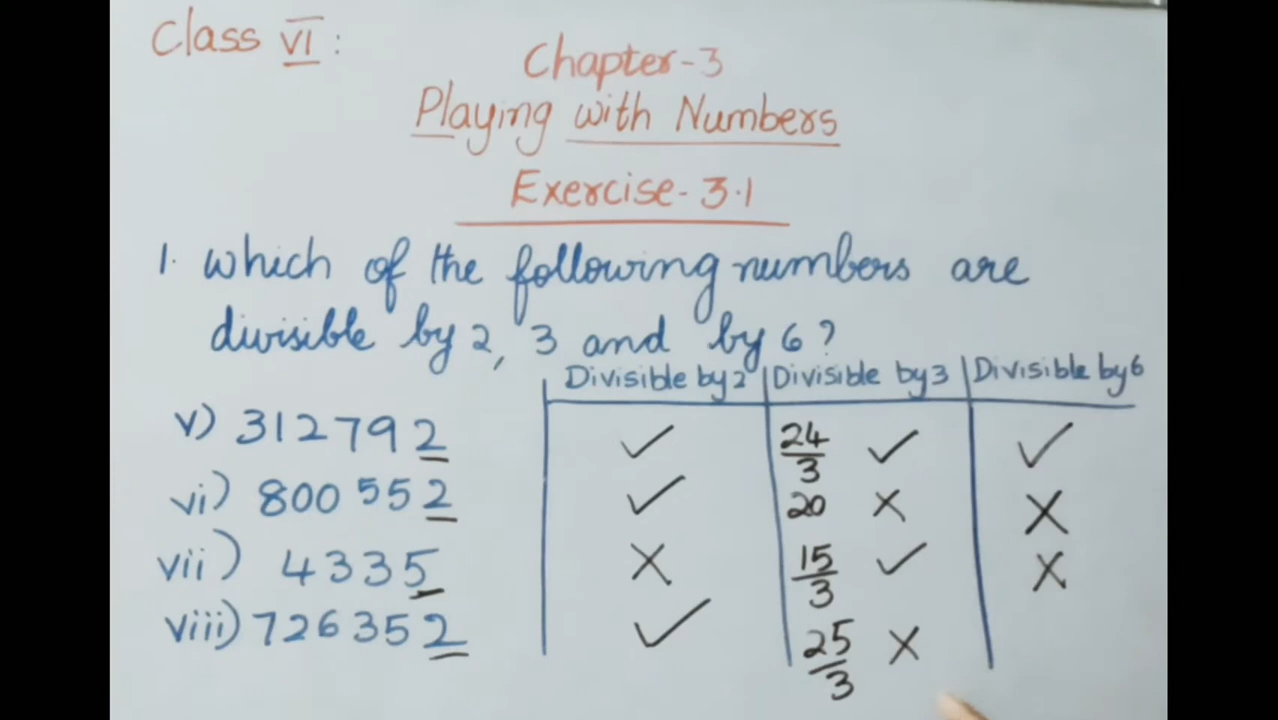 Class VI:
Chapter-3
Playing with Numbers
Exercise-3.1
1. Which of the following numbers are
divisible by 2, 3 and by 6?
Divisible by 2 | Divisible by 3 | Divisible by 6
v) 312792 ✓ 24/3 ✓ ✓
vi) 800552 ✓ 20 ✗ ✗
vii) 4335 ✗ 15/3 ✓ ✗
viii) 726352 ✓ 25/3 ✗